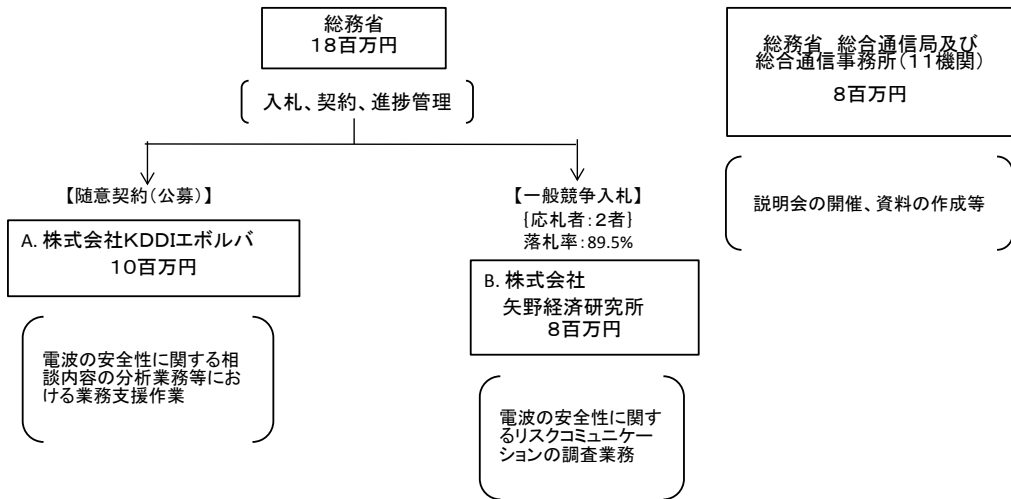 総務省
18百万円
入札、契約、進捗管理
総務省 総合通信局及び
総合通信事務所(11機関)
8百万円
説明会の開催、資料の作成等
【随意契約(公募)】
A. 株式会社KDDIエボルバ
10百万円
電波の安全性に関する相
談内容の分析業務等にお
ける業務支援作業
【一般競争入札】
{応札者:2者}
落札率:89.5%
B. 株式会社
矢野経済研究所
8百万円
電波の安全性に関す
るリスクコミュニケー
ションの調査業務